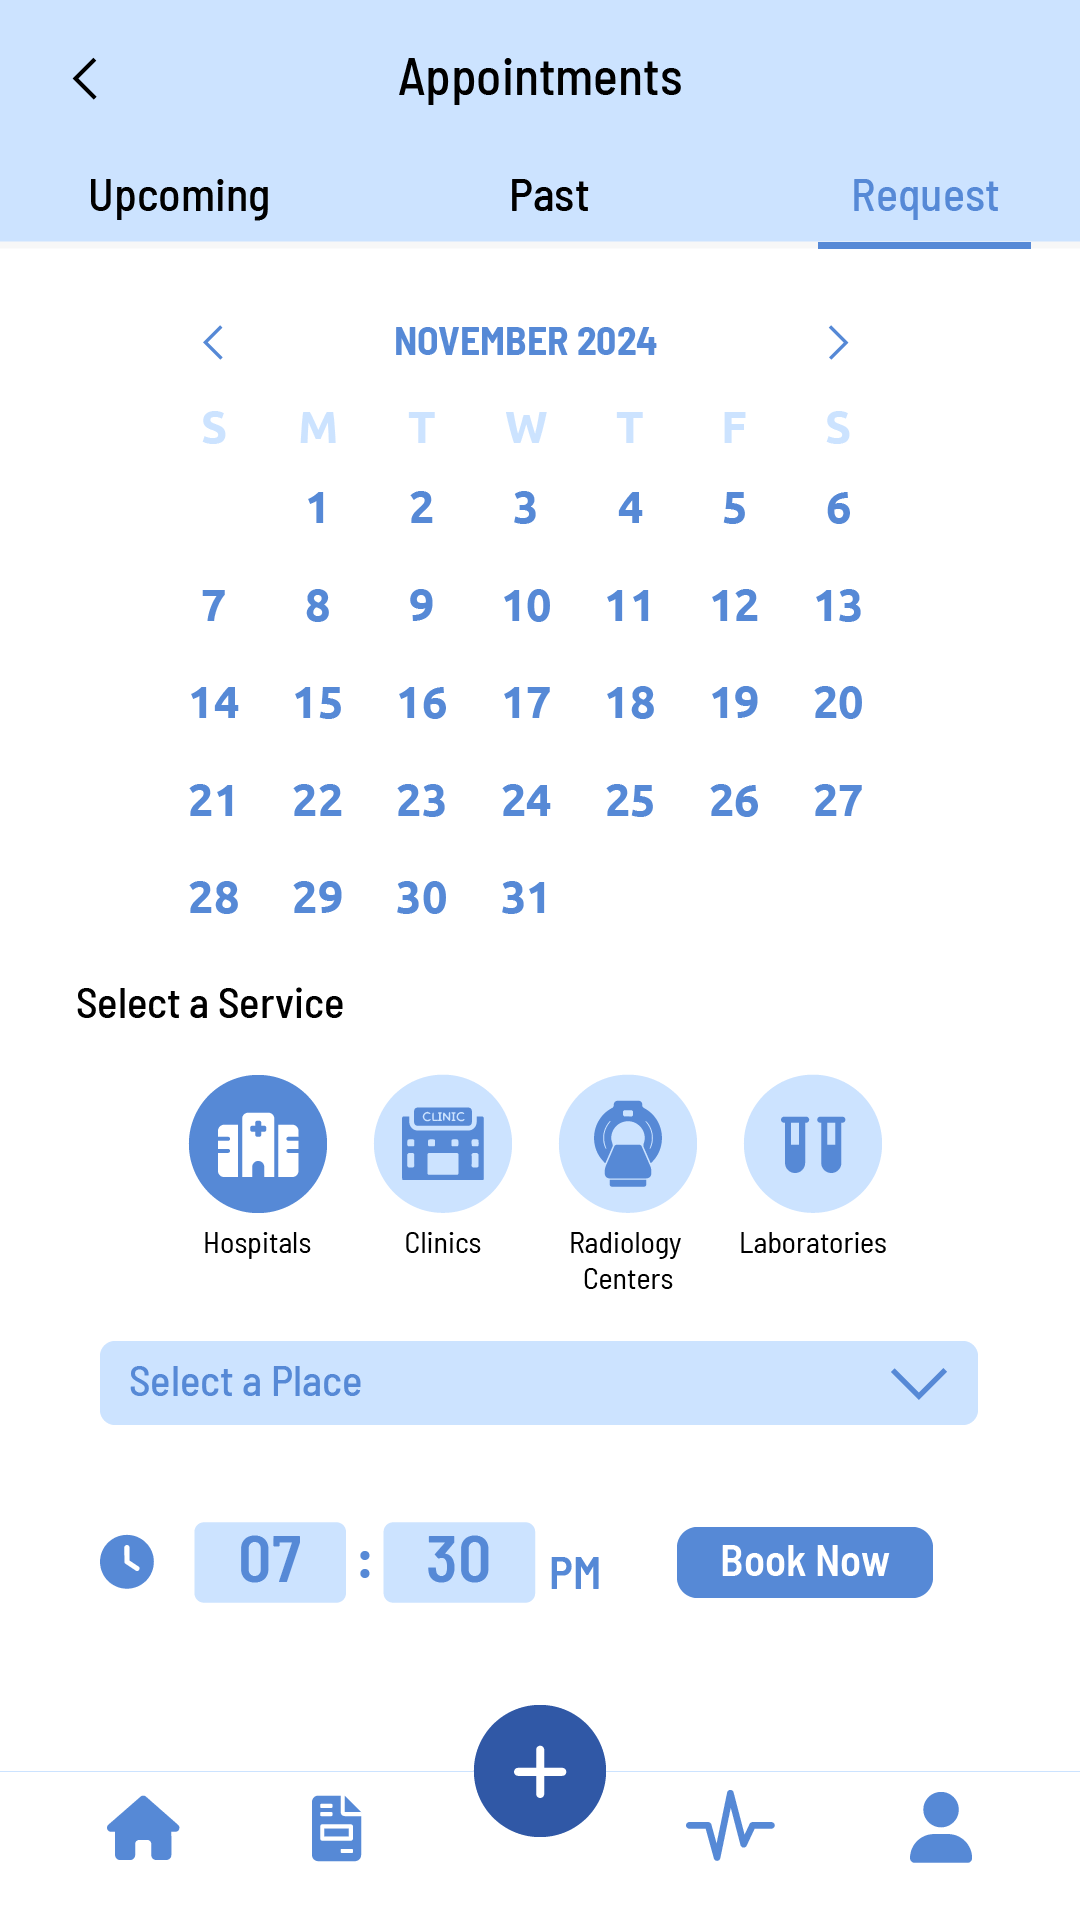 Appointments
Upcoming Past Request
NOVEMBER 2024
S M T W T F S
1 2 3 4 5 6
7 8 9 10 11 12 13
14 15 16 17 18 19 20
21 22 23 24 25 26 27
28 29 30 31
Select a Service
CLINIC
Hospitals Clinics Radiology Centers Laboratories
Select a Place
07 : 30 PM Book Now